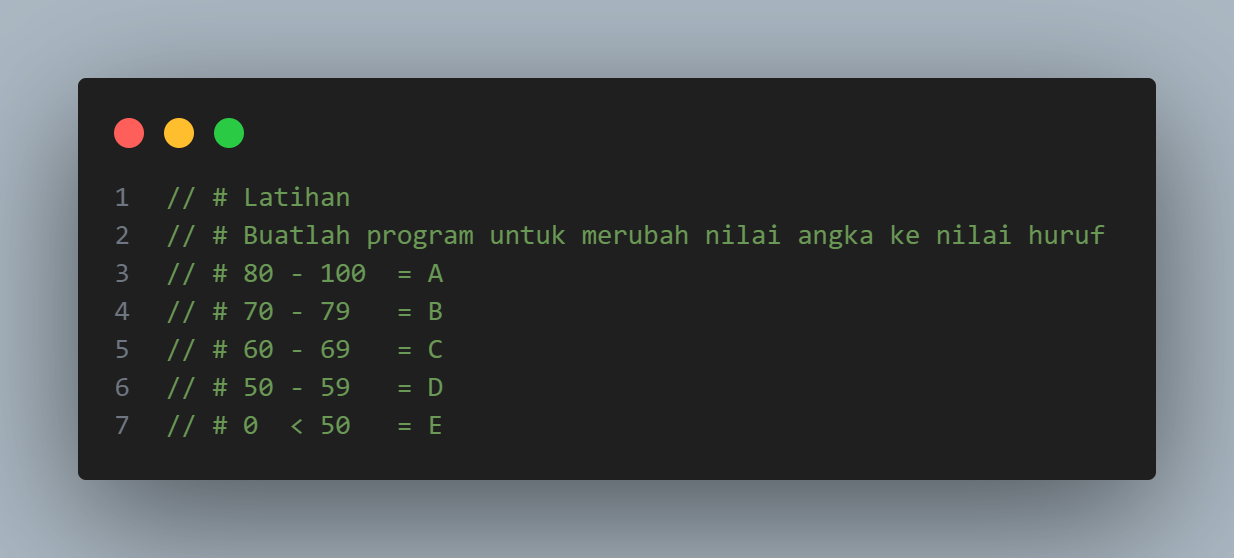 1 // # Latihan
2 // # Buatlah program untuk merubah nilai angka ke nilai huruf
3 // # 80 - 100  = A
4 // # 70 - 79   = B
5 // # 60 - 69   = C
6 // # 50 - 59   = D
7 // # 0  < 50   = E